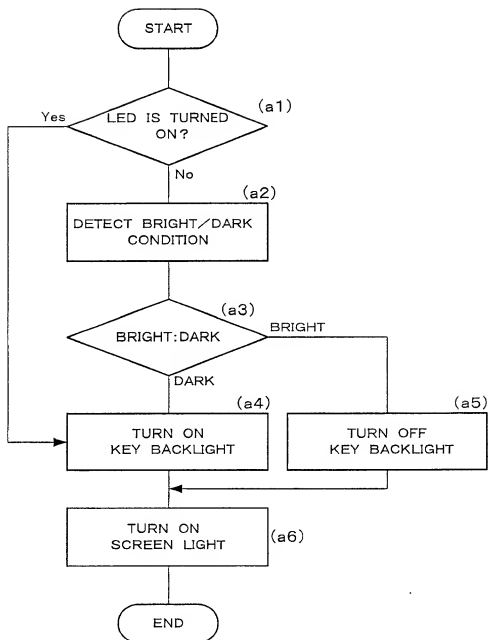 START
(a1)
Yes
LED IS TURNED
ON?
No
(a2)
DETECT BRIGHT/DARK
CONDITION
(a3)
BRIGHT:DARK
BRIGHT
DARK
(a4)
TURN ON
KEY BACKLIGHT
(a5)
TURN OFF
KEY BACKLIGHT
TURN ON
SCREEN LIGHT
(a6)
END